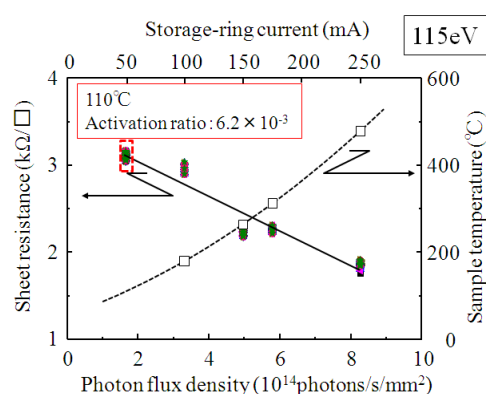 Storage-ring current (mA)
115eV
0 50 100 150 200 250 300
4
3
2
1
Sheet resistance (kΩ/□)
110℃
Activation ratio : 6.2 × 10⁻³
600
400
200
0
Sample temperature (℃)
0 2 4 6 8 10
Photon flux density (10¹⁴photons/s/mm²)